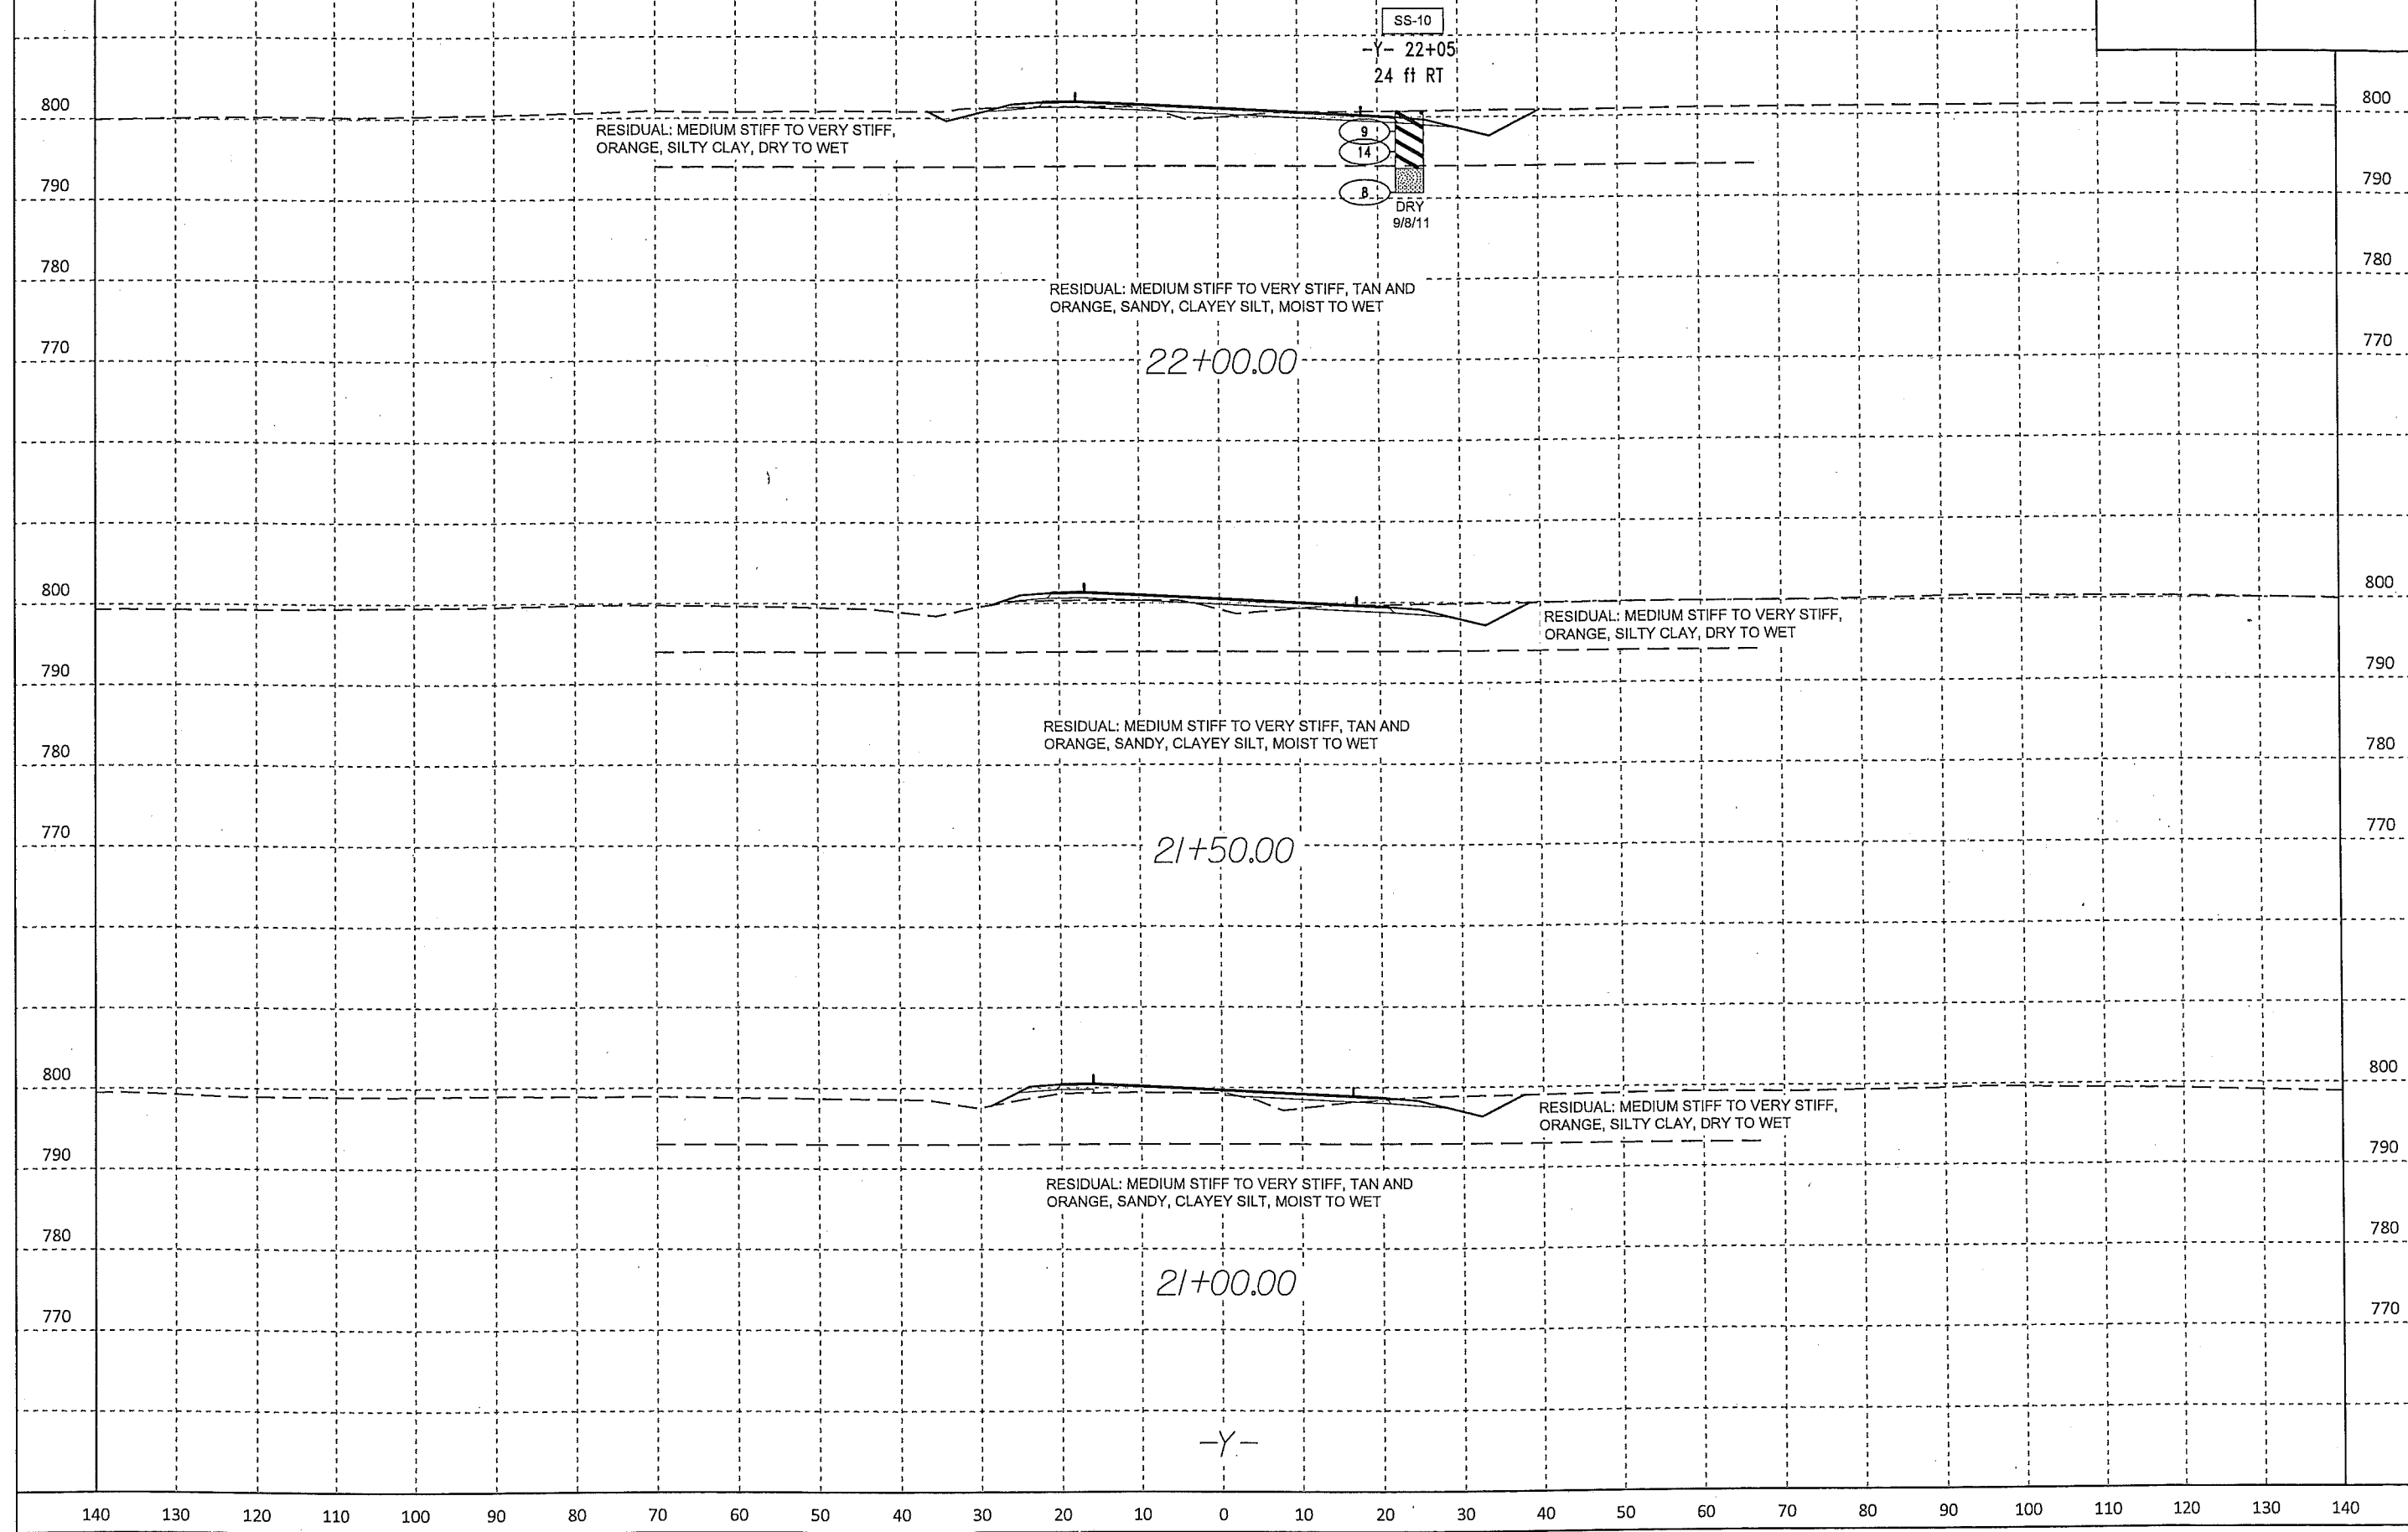 SS-10
-Y- 22+05
24 ft RT
800 800
RESIDUAL: MEDIUM STIFF TO VERY STIFF,
ORANGE, SILTY CLAY, DRY TO WET
9
14
790 790
8
DRY
9/8/11
780 780
RESIDUAL: MEDIUM STIFF TO VERY STIFF, TAN AND
ORANGE, SANDY, CLAYEY SILT, MOIST TO WET
770 770
22+00.00
800 800
RESIDUAL: MEDIUM STIFF TO VERY STIFF,
ORANGE, SILTY CLAY, DRY TO WET
790 790
RESIDUAL: MEDIUM STIFF TO VERY STIFF, TAN AND
ORANGE, SANDY, CLAYEY SILT, MOIST TO WET
780 780
770 770
21+50.00
800 800
RESIDUAL: MEDIUM STIFF TO VERY STIFF,
ORANGE, SILTY CLAY, DRY TO WET
790 790
RESIDUAL: MEDIUM STIFF TO VERY STIFF, TAN AND
ORANGE, SANDY, CLAYEY SILT, MOIST TO WET
780 780
21+00.00
770 770
-Y-
140 130 120 110 100 90 80 70 60 50 40 30 20 10 0 10 20 30 40 50 60 70 80 90 100 110 120 130 140